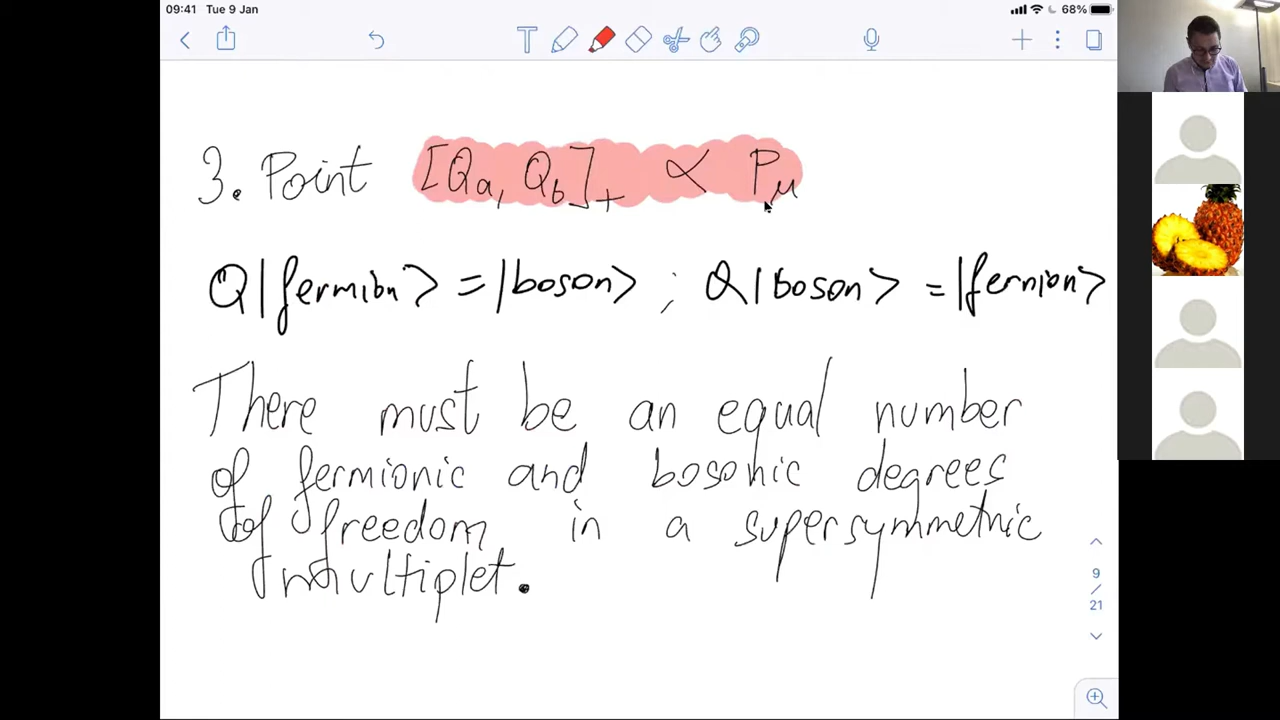 09:41 Tue 9 Jan 68%
3. Point [Qa, Qb]+ ∝ Pμ
Q|fermion> = |boson> ; Q|boson> = |fermion>
There must be an equal number
of fermionic and bosonic degrees
of freedom in a supersymmetric
multiplet.
9
/
21